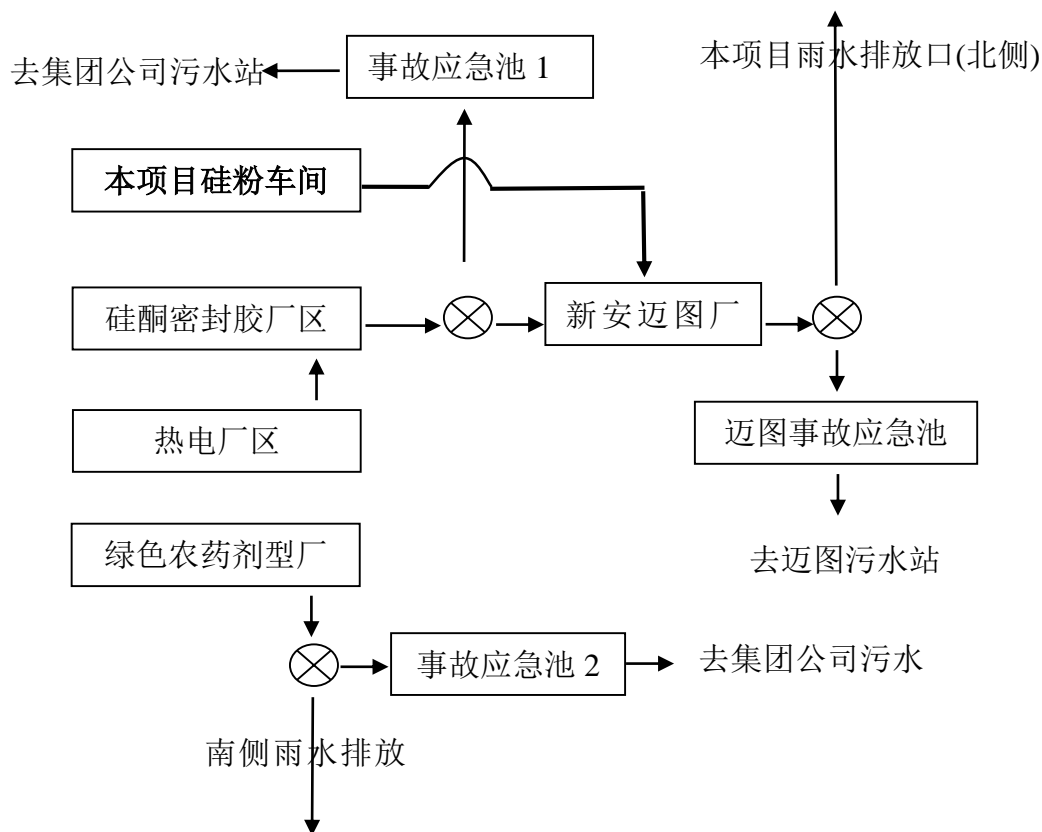 事故应急池 1
本项目雨水排放口(北侧)
去集团公司污水站
本项目硅粉车间
硅酮密封胶厂区
新安迈图厂
热电厂区
迈图事故应急池
绿色农药剂型厂
去迈图污水站
事故应急池 2
去集团公司污水
南侧雨水排放